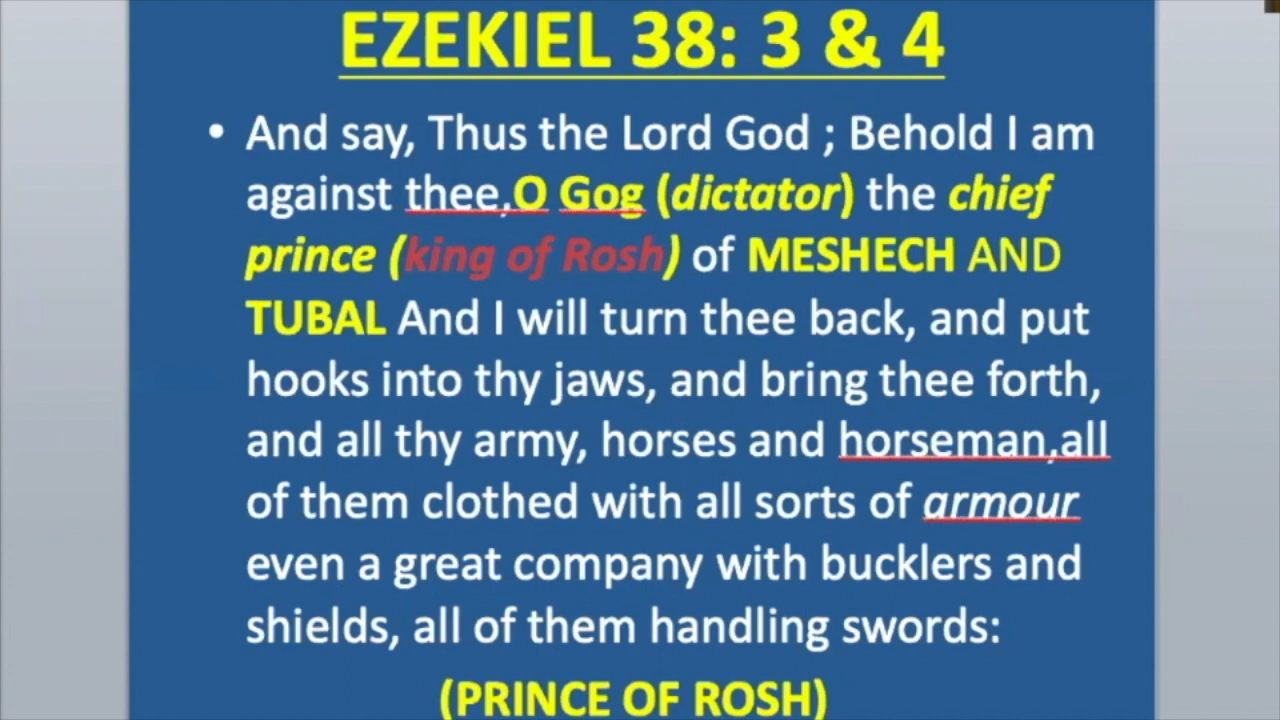 EZEKIEL 38: 3 & 4
• And say, Thus the Lord God ; Behold I am
against thee,O Gog (dictator) the chief
prince (king of Rosh) of MESHECH AND
TUBAL And I will turn thee back, and put
hooks into thy jaws, and bring thee forth,
and all thy army, horses and horseman,all
of them clothed with all sorts of armour
even a great company with bucklers and
shields, all of them handling swords:
(PRINCE OF ROSH)